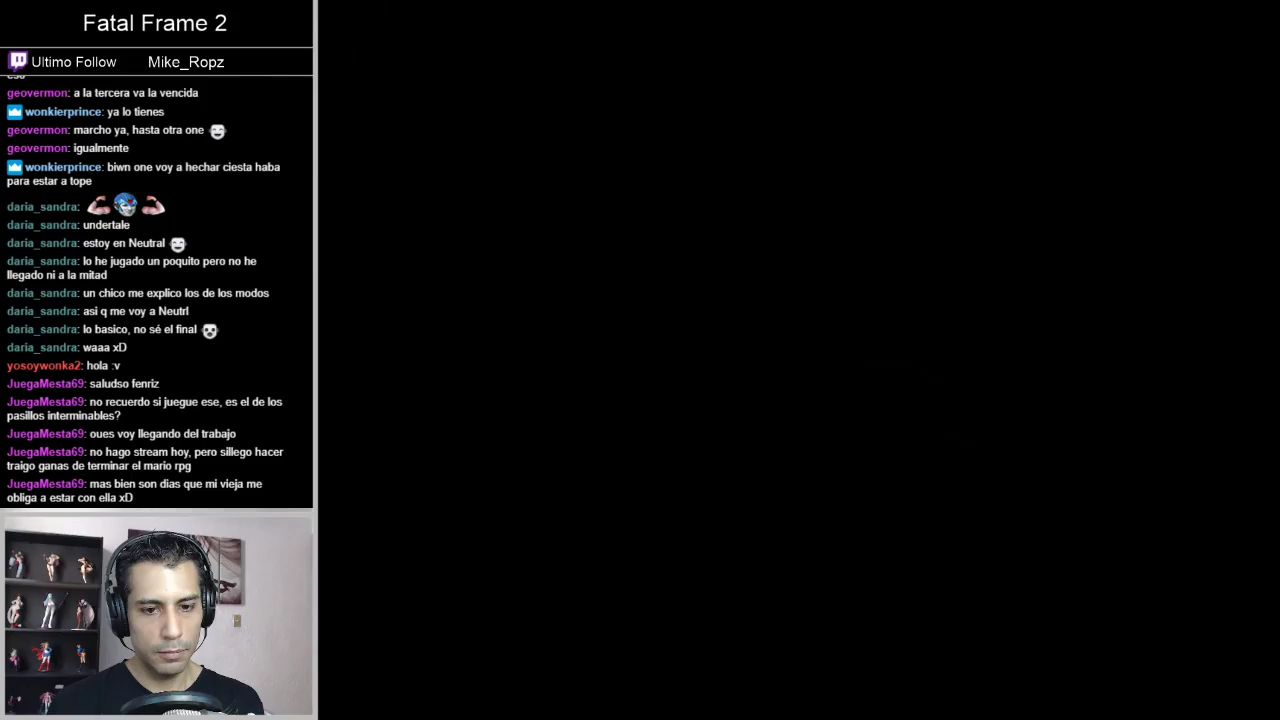 Fatal Frame 2
Ultimo Follow Mike_Ropz
eso
geovermon: a la tercera va la vencida
wonkierprince: ya lo tienes
geovermon: marcho ya, hasta otra one
geovermon: igualmente
wonkierprince: biwn one voy a hechar ciesta haba
para estar a tope
daria_sandra:
daria_sandra: undertale
daria_sandra: estoy en Neutral
daria_sandra: lo he jugado un poquito pero no he
llegado ni a la mitad
daria_sandra: un chico me explico los de los modos
daria_sandra: asi q me voy a Neutrl
daria_sandra: lo basico, no sé el final
daria_sandra: waaa xD
yosoywonka2: hola :v
JuegaMesta69: saludso fenriz
JuegaMesta69: no recuerdo si juegue ese, es el de los
pasillos interminables?
JuegaMesta69: oues voy llegando del trabajo
JuegaMesta69: no hago stream hoy, pero sillego hacer
traigo ganas de terminar el mario rpg
JuegaMesta69: mas bien son dias que mi vieja me
obliga a estar con ella xD